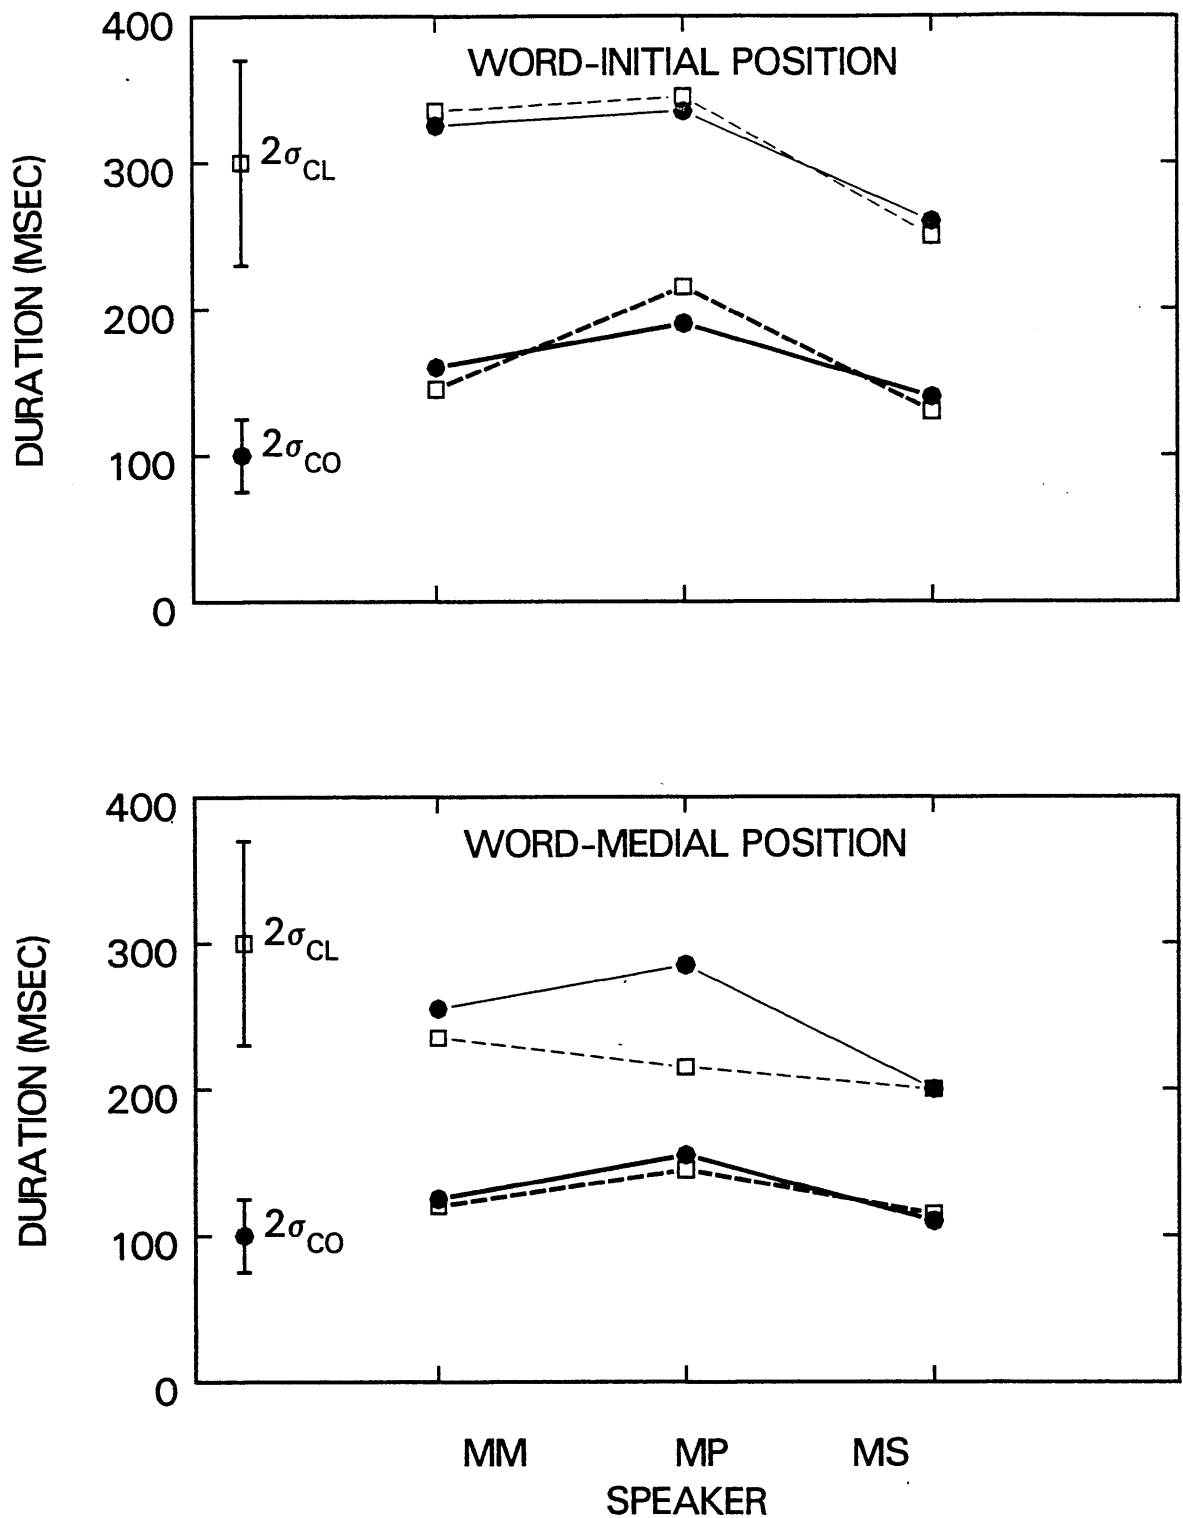 400
WORD-INITIAL POSITION
2σCL
300
DURATION (MSEC)
200
2σCO
100
0
400
WORD-MEDIAL POSITION
2σCL
300
DURATION (MSEC)
200
2σCO
100
0
MM MP MS
SPEAKER